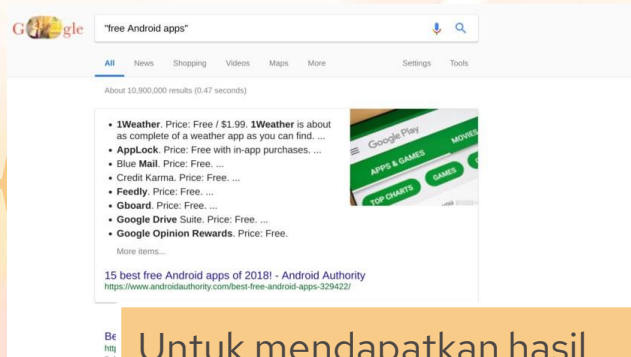 G gle
"free Android apps"
All News Shopping Videos Maps More Settings Tools
About 10,900,000 results (0.47 seconds)
• 1Weather. Price: Free / $1.99. 1Weather is about
as complete of a weather app as you can find. ...
• AppLock. Price: Free with in-app purchases. ...
• Blue Mail. Price: Free. ...
• Credit Karma. Price: Free. ...
• Feedly. Price: Free. ...
• Gboard. Price: Free. ...
• Google Drive Suite. Price: Free. ...
• Google Opinion Rewards. Price: Free.
More items...
Google Play
APPS & GAMES MOVIES
TOP CHARTS GAMES
15 best free Android apps of 2018! - Android Authority
https://www.androidauthority.com/best-free-android-apps-329422/
Be
Untuk mendapatkan hasil